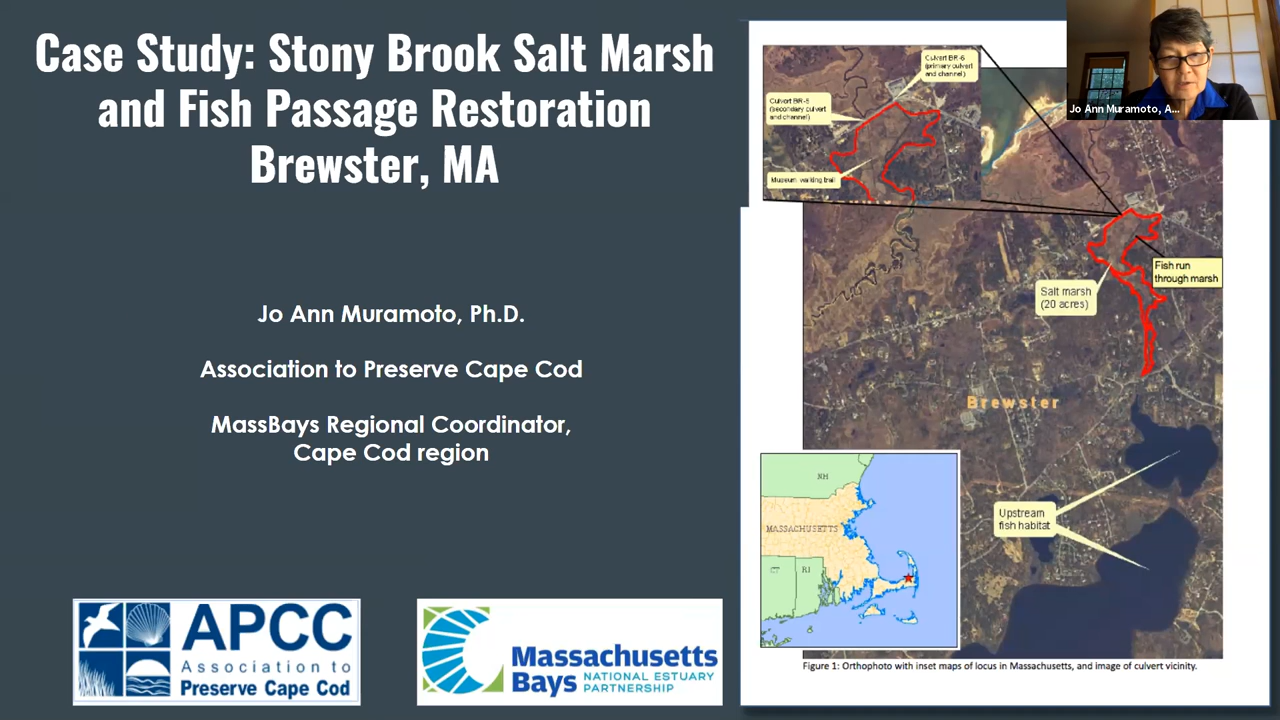 Case Study: Stony Brook Salt Marsh
and Fish Passage Restoration
Brewster, MA
Jo Ann Muramoto, Ph.D.
Association to Preserve Cape Cod
MassBays Regional Coordinator,
Cape Cod region
APCC
Association to
Preserve Cape Cod
Massachusetts
Bays
NATIONAL ESTUARY
PARTNERSHIP
Culvert BR-6
(primary culvert
and channel)
Culvert BR-5
(secondary culvert
and channel)
Museum walking trail
Jo Ann Muramoto, A...
Fish run
through marsh
Salt marsh
(20 acres)
Brewster
Upstream
fish habitat
NH
MASSACHUSETTS
CT
RI
Figure 1: Orthophoto with inset maps of locus in Massachusetts, and image of culvert vicinity.